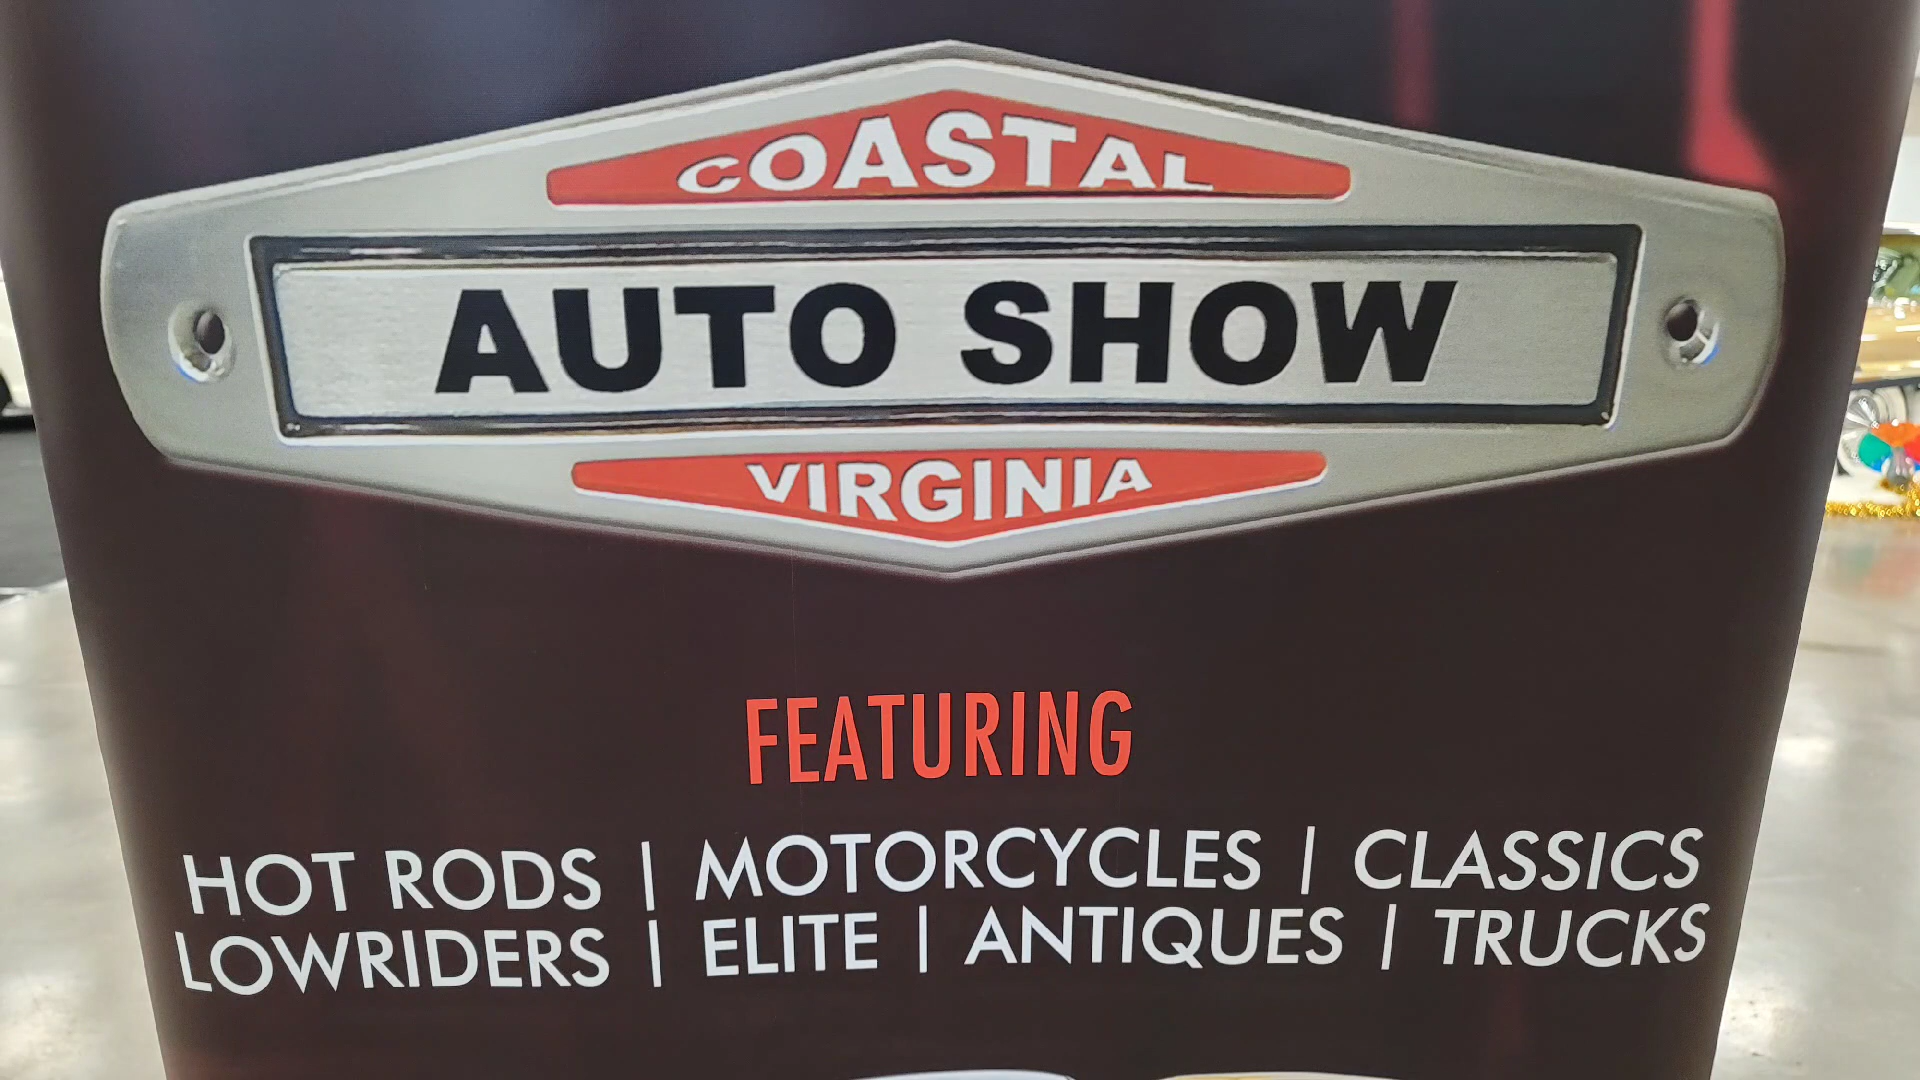 COASTAL
AUTO SHOW
VIRGINIA
FEATURING
HOT RODS | MOTORCYCLES | CLASSICS
LOWRIDERS | ELITE | ANTIQUES | TRUCKS